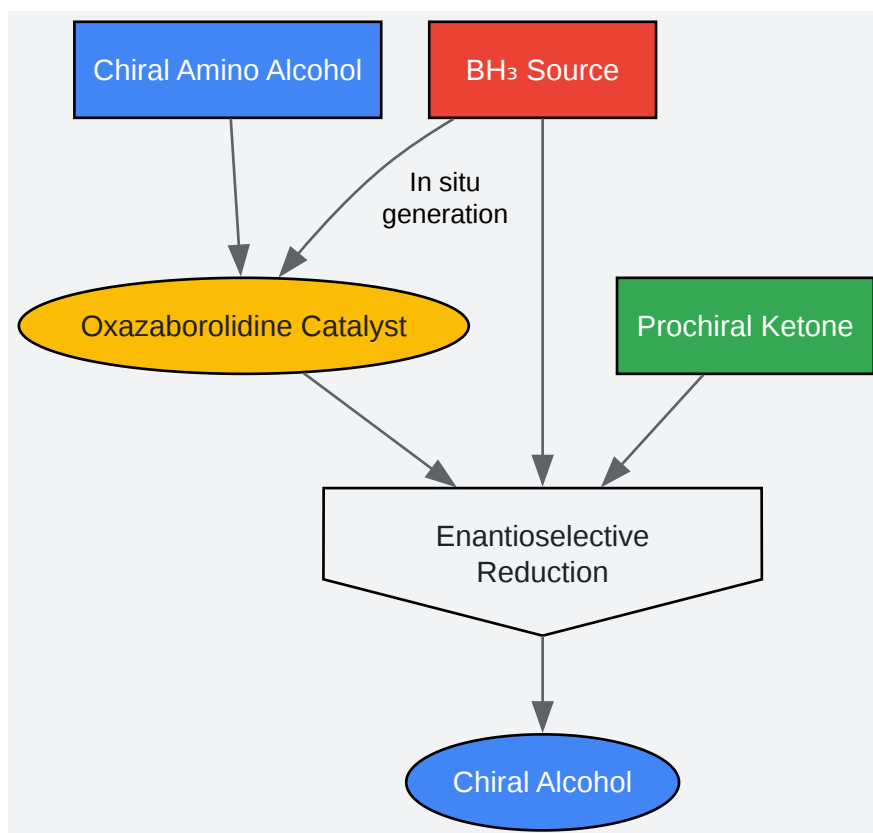 Chiral Amino Alcohol
BH₃ Source
In situ
generation
Oxazaborolidine Catalyst
Prochiral Ketone
Enantioselective
Reduction
Chiral Alcohol